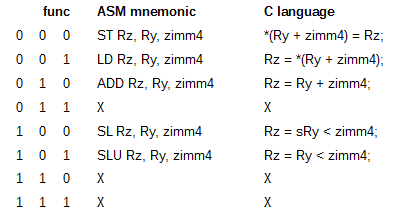 func ASM mnemonic C language
0 0 0 ST Rz, Ry, zimm4 *(Ry + zimm4) = Rz;
0 0 1 LD Rz, Ry, zimm4 Rz = *(Ry + zimm4);
0 1 0 ADD Rz, Ry, zimm4 Rz = Ry + zimm4;
0 1 1 X X
1 0 0 SL Rz, Ry, zimm4 Rz = sRy < zimm4;
1 0 1 SLU Rz, Ry, zimm4 Rz = Ry < zimm4;
1 1 0 X X
1 1 1 X X